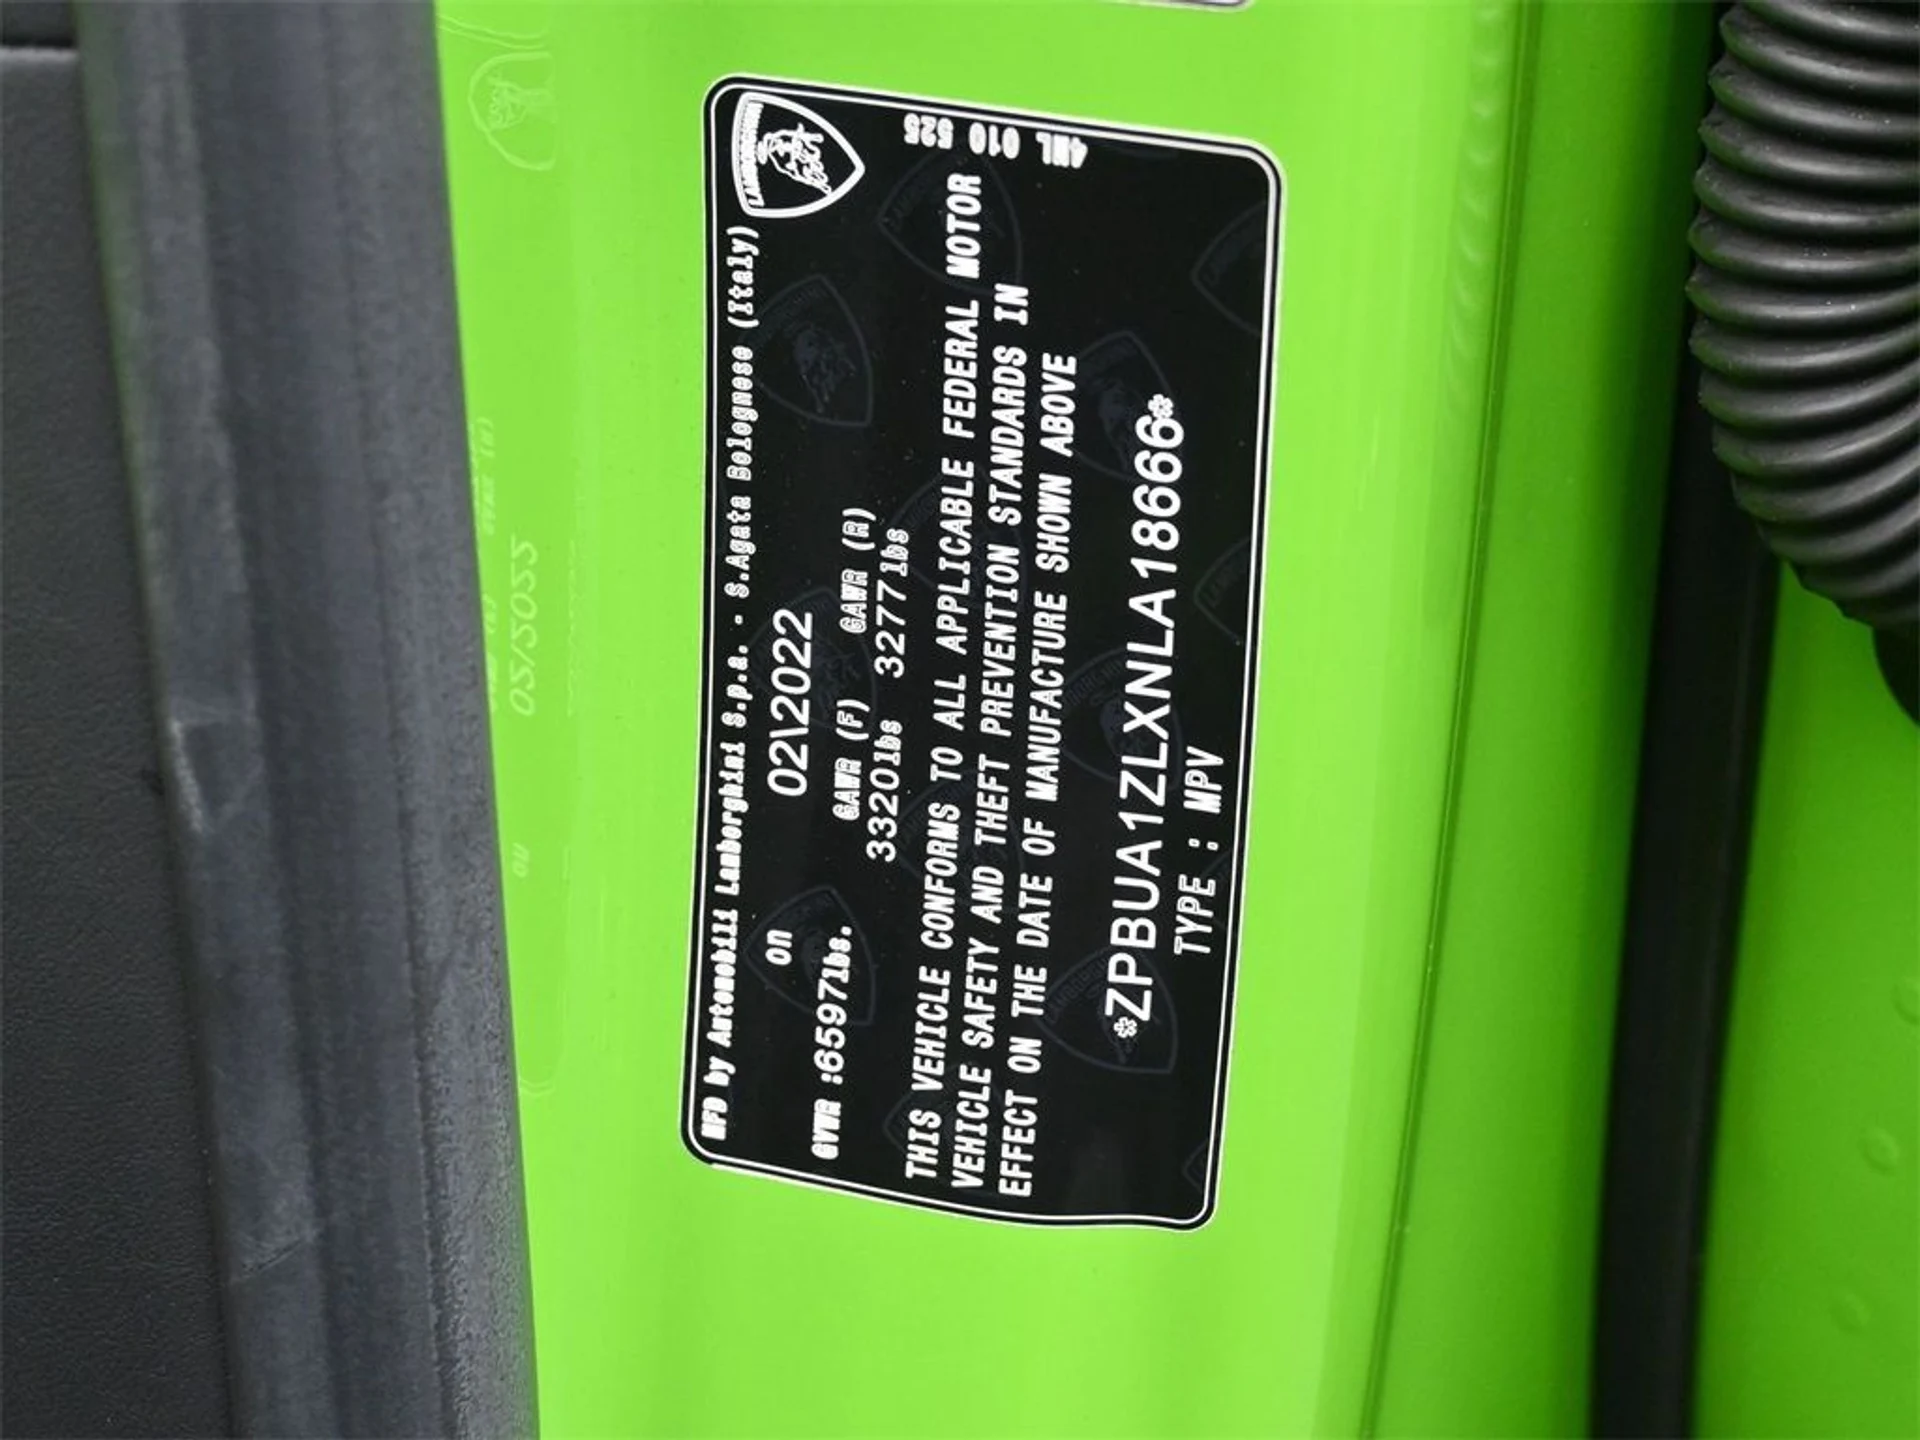 LAMBORGHINI
4ML 010 525
MFD by Automobili Lamborghini S.p.a. - S.Agata Bolognese (Italy)
on 02\2022
GVWR :6597lbs. GAWR (F) GAWR (R)
3320lbs 3277lbs
THIS VEHICLE CONFORMS TO ALL APPLICABLE FEDERAL MOTOR
VEHICLE SAFETY AND THEFT PREVENTION STANDARDS IN
EFFECT ON THE DATE OF MANUFACTURE SHOWN ABOVE
*ZPBUA1ZLXNLA18666*
TYPE : MPV